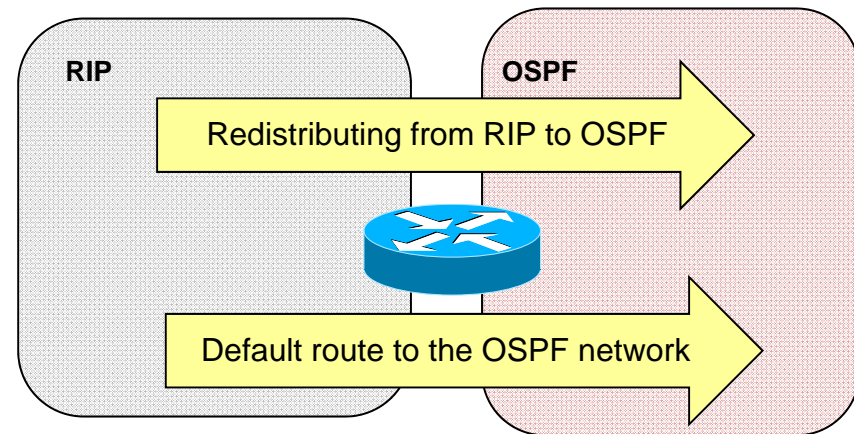 RIP
OSPF
Redistributing from RIP to OSPF
Default route to the OSPF network